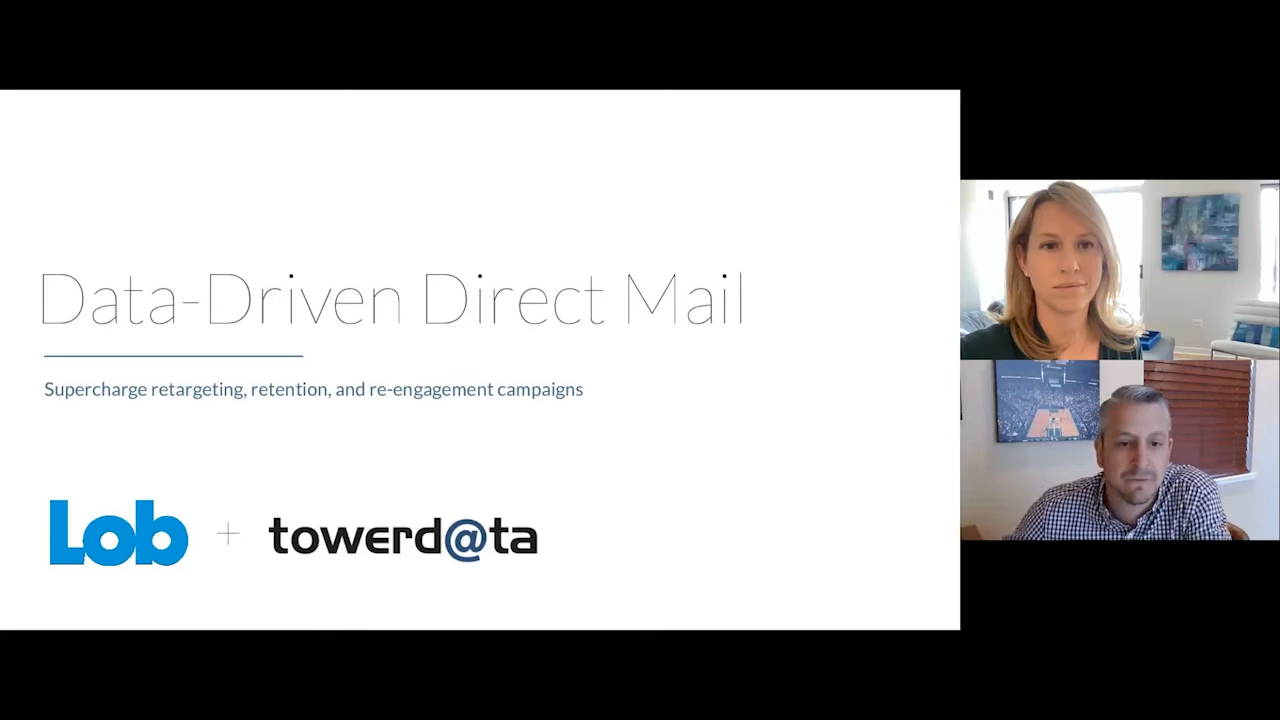 Data-Driven Direct Mail
Supercharge retargeting, retention, and re-engagement campaigns
Lob + towerd@ta